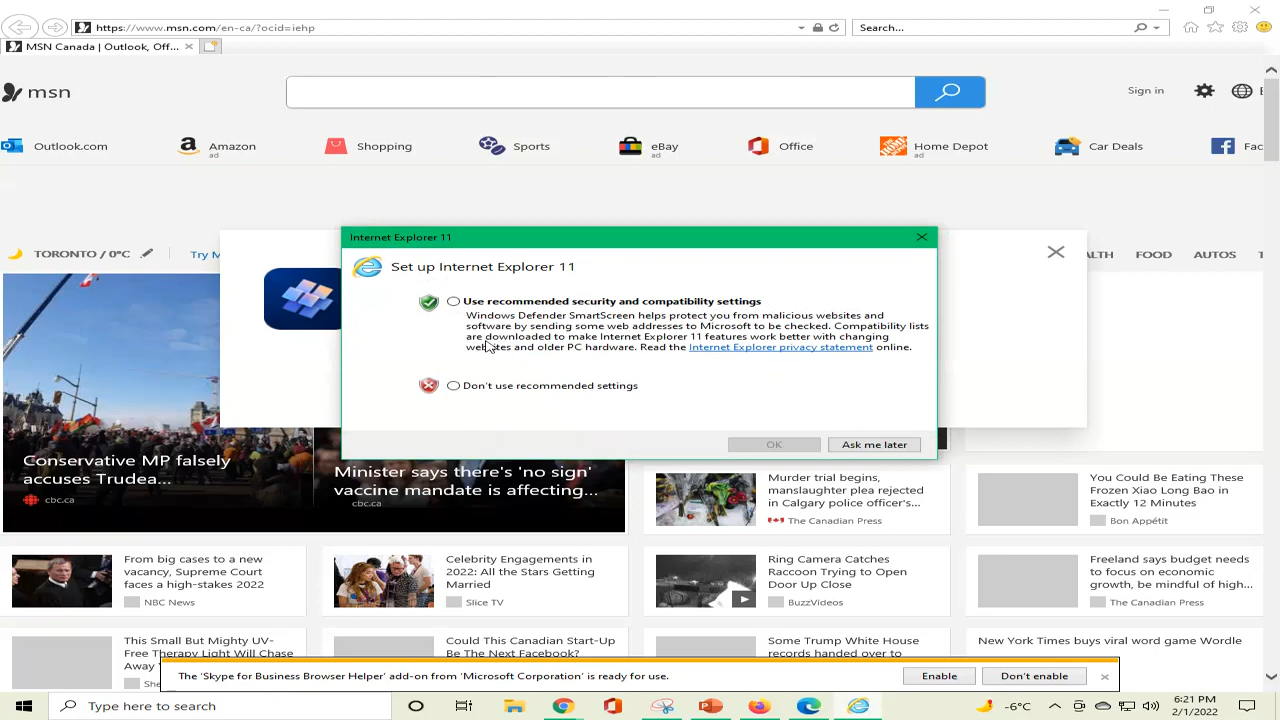 https://www.msn.com/en-ca/?ocid=iehp
Search...
MSN Canada | Outlook, Off...
msn
Sign in
E
Outlook.com
Amazon
ad
Shopping
Sports
eBay
ad
Office
Home Depot
ad
Car Deals
Fac
TORONTO / 0°C
Try M
ALTH
FOOD
AUTOS
T
Internet Explorer 11
Set up Internet Explorer 11
Use recommended security and compatibility settings
Windows Defender SmartScreen helps protect you from malicious websites and
software by sending some web addresses to Microsoft to be checked. Compatibility lists
are downloaded to make Internet Explorer 11 features work better with changing
websites and older PC hardware. Read the Internet Explorer privacy statement online.
Don't use recommended settings
OK
Ask me later
Conservative MP falsely
accuses Trudea...
cbc.ca
Minister says there's 'no sign'
vaccine mandate is affecting...
cbc.ca
Murder trial begins,
manslaughter plea rejected
in Calgary police officer's...
The Canadian Press
You Could Be Eating These
Frozen Xiao Long Bao in
Exactly 12 Minutes
Bon Appétit
From big cases to a new
vacancy, Supreme Court
faces a high-stakes 2022
NBC News
Celebrity Engagements in
2022: All the Stars Getting
Married
Slice TV
Ring Camera Catches
Raccoon Trying to Open
Door Up Close
BuzzVideos
Freeland says budget needs
to focus on economic
growth, be mindful of high...
The Canadian Press
This Small But Mighty UV-
Free Therapy Light Will Chase
Away
She
Could This Canadian Start-Up
Be The Next Facebook?
Some Trump White House
records handed over to
New York Times buys viral word game Wordle
The 'Skype for Business Browser Helper' add-on from 'Microsoft Corporation' is ready for use.
Enable
Don't enable
Type here to search
-6°C
6:21 PM
2/1/2022